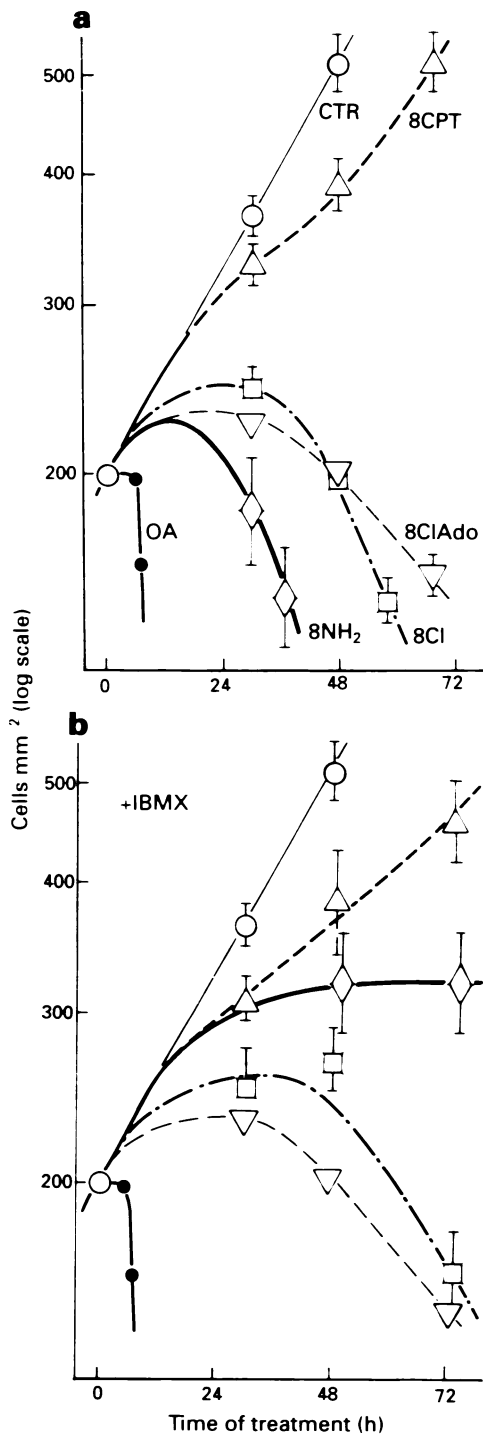 a
500
CTR
8CPT
400
300
200
OA
8ClAdo
8NH₂
8Cl
0 24 48 72
Cells mm ² (log scale)
b
500
+IBMX
400
300
200
0 24 48 72
Time of treatment (h)